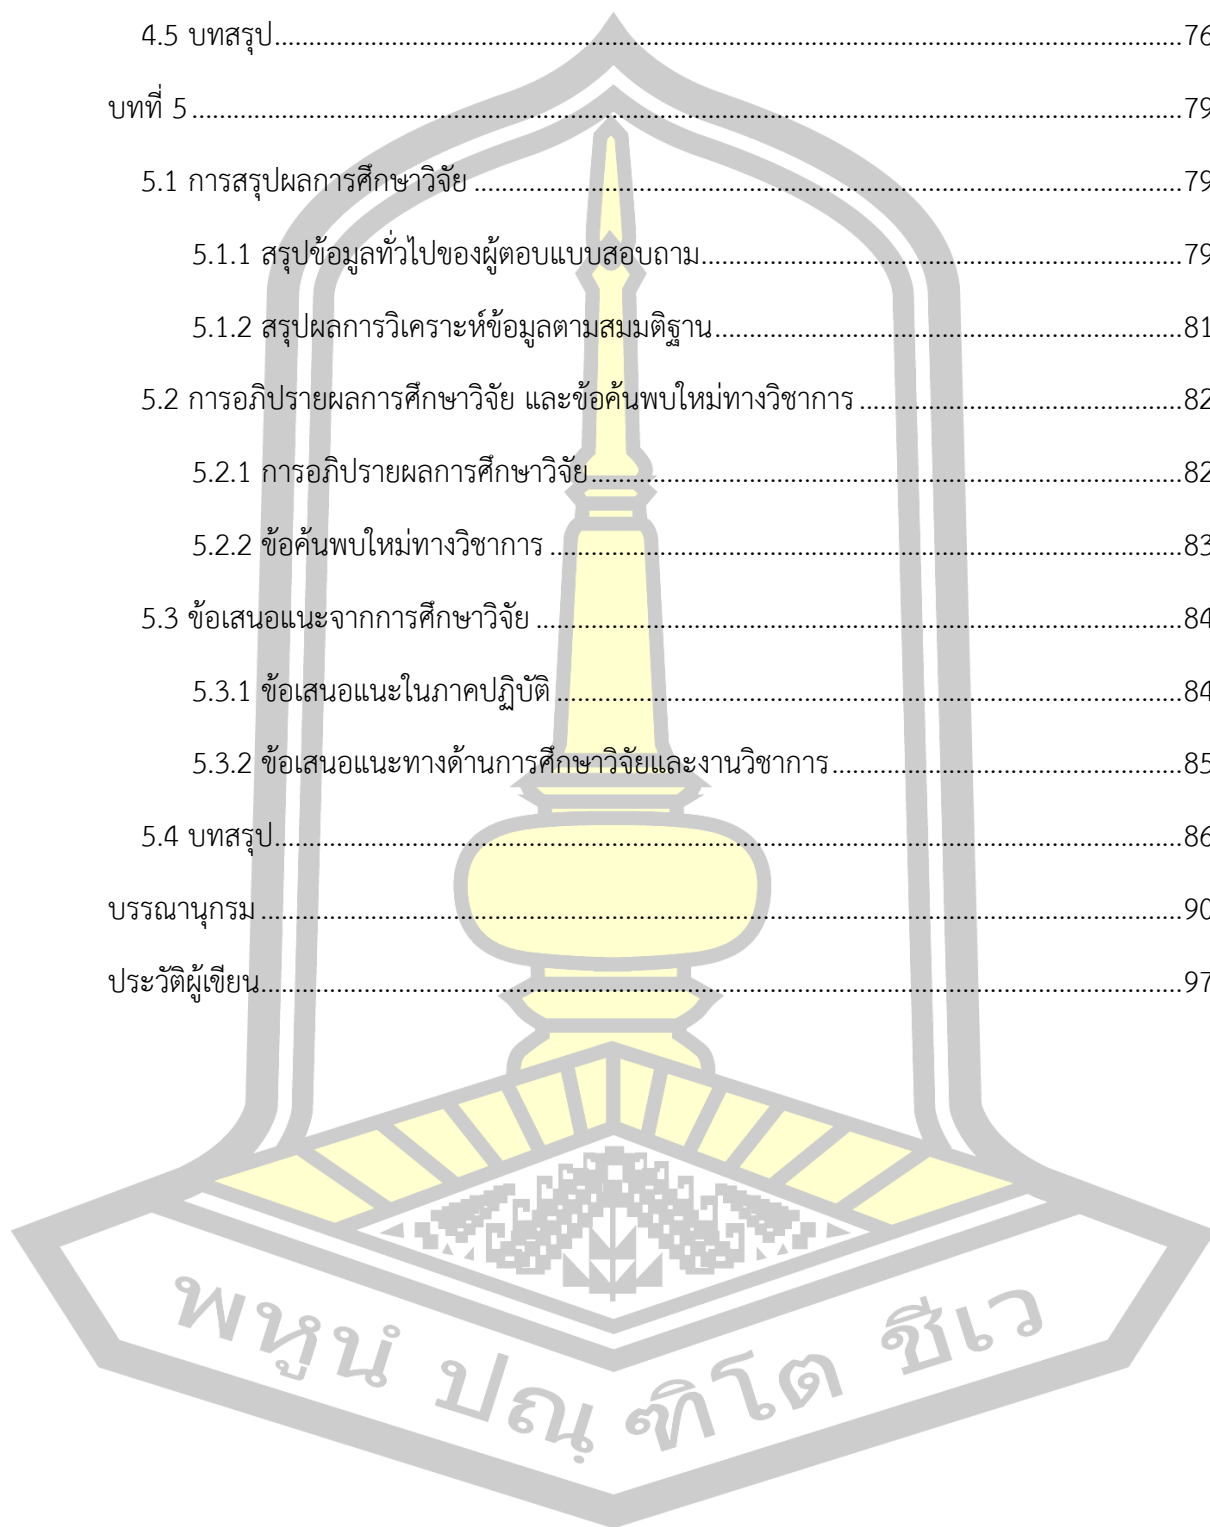 4.5 บทสรุป........................................................................................................................76
บทที่ 5..................................................................................................................................79
5.1 การสรุปผลการศึกษาวิจัย..............................................................................................79
5.1.1 สรุปข้อมูลทั่วไปของผู้ตอบแบบสอบถาม................................................................79
5.1.2 สรุปผลการวิเคราะห์ข้อมูลตามสมมติฐาน..............................................................81
5.2 การอภิปรายผลการศึกษาวิจัย และข้อค้นพบใหม่ทางวิชาการ...........................................82
5.2.1 การอภิปรายผลการศึกษาวิจัย..............................................................................82
5.2.2 ข้อค้นพบใหม่ทางวิชาการ...................................................................................83
5.3 ข้อเสนอแนะจากการศึกษาวิจัย......................................................................................84
5.3.1 ข้อเสนอแนะในภาคปฏิบัติ..................................................................................84
5.3.2 ข้อเสนอแนะทางด้านการศึกษาวิจัยและงานวิชาการ...............................................85
5.4 บทสรุป........................................................................................................................86
บรรณานุกรม.........................................................................................................................90
ประวัติผู้เขียน.........................................................................................................................97
พหูนํ ปณฺฑิโต ชีเว